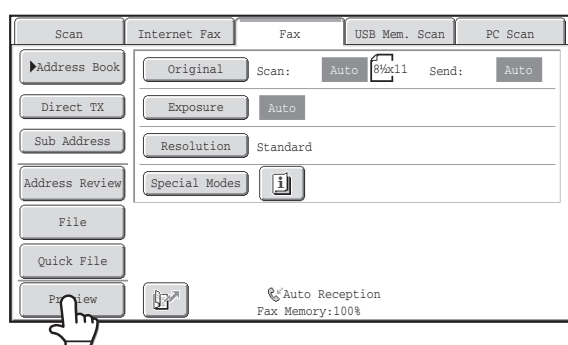 Scan Internet Fax Fax USB Mem. Scan PC Scan
Address Book Original Scan: Auto 8½x11 Send: Auto
Direct TX Exposure Auto
Sub Address Resolution Standard
Address Review Special Modes
File
Quick File
Preview Auto Reception
Fax Memory:100%